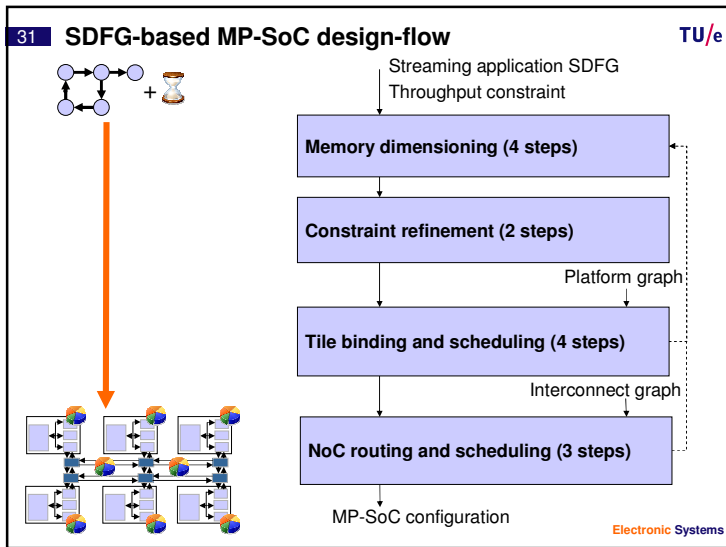 31
SDFG-based MP-SoC design-flow
TU/e
+
Streaming application SDFG
Throughput constraint
Memory dimensioning (4 steps)
Constraint refinement (2 steps)
Platform graph
Tile binding and scheduling (4 steps)
Interconnect graph
NoC routing and scheduling (3 steps)
MP-SoC configuration
Electronic Systems